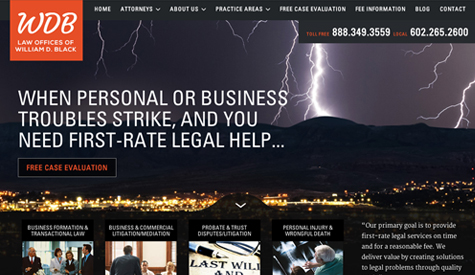 WDB
LAW OFFICES OF
WILLIAM D. BLACK
HOME ATTORNEYS ABOUT US PRACTICE AREAS FREE CASE EVALUATION FEE INFORMATION BLOG CONTACT
TOLL FREE 888.349.3559 LOCAL 602.265.2600
WHEN PERSONAL OR BUSINESS
TROUBLES STRIKE, AND YOU
NEED FIRST-RATE LEGAL HELP...
FREE CASE EVALUATION
BUSINESS FORMATION &
TRANSACTIONAL LAW
BUSINESS & COMMERCIAL
LITIGATION/MEDIATION
PROBATE & TRUST
DISPUTES/LITIGATION
PERSONAL INJURY &
WRONGFUL DEATH
LAST WILL
AND
"Our primary goal is to provide
first-rate legal services on time
and for a reasonable fee. We
deliver value by creating solutions
to legal problems through quality